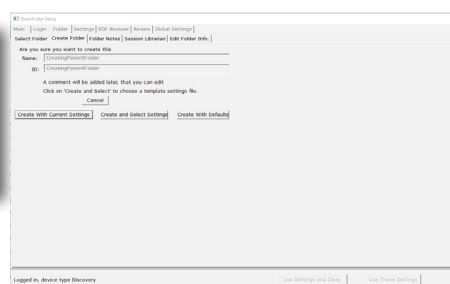 BrainAvatar Setup
Main Login Folder Settings EDF Browser Review Global Settings
Select Folder Create Folder Folder Notes Session Librarian Edit Folder Info.
Are you sure you want to create this
Name: CreatingPatientFolder
ID: CreatingPatientFolder
A comment will be added later, that you can edit
Click on 'Create and Select' to choose a template settings file.
Cancel
Create With Current Settings Create and Select Settings Create With Defaults
Logged in, device type Discovery Use Settings and Close Use These Settings